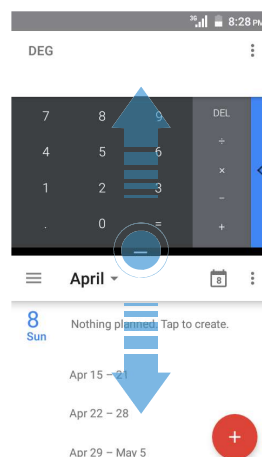 3G 8:28 PM
DEG
7 8 9 DEL
÷
4 5 6
×
1 2 3
−
. 0 =
+
April 8
8 Nothing planned. Tap to create.
Sun
Apr 15 – 21
Apr 22 – 28
Apr 29 – May 5
+